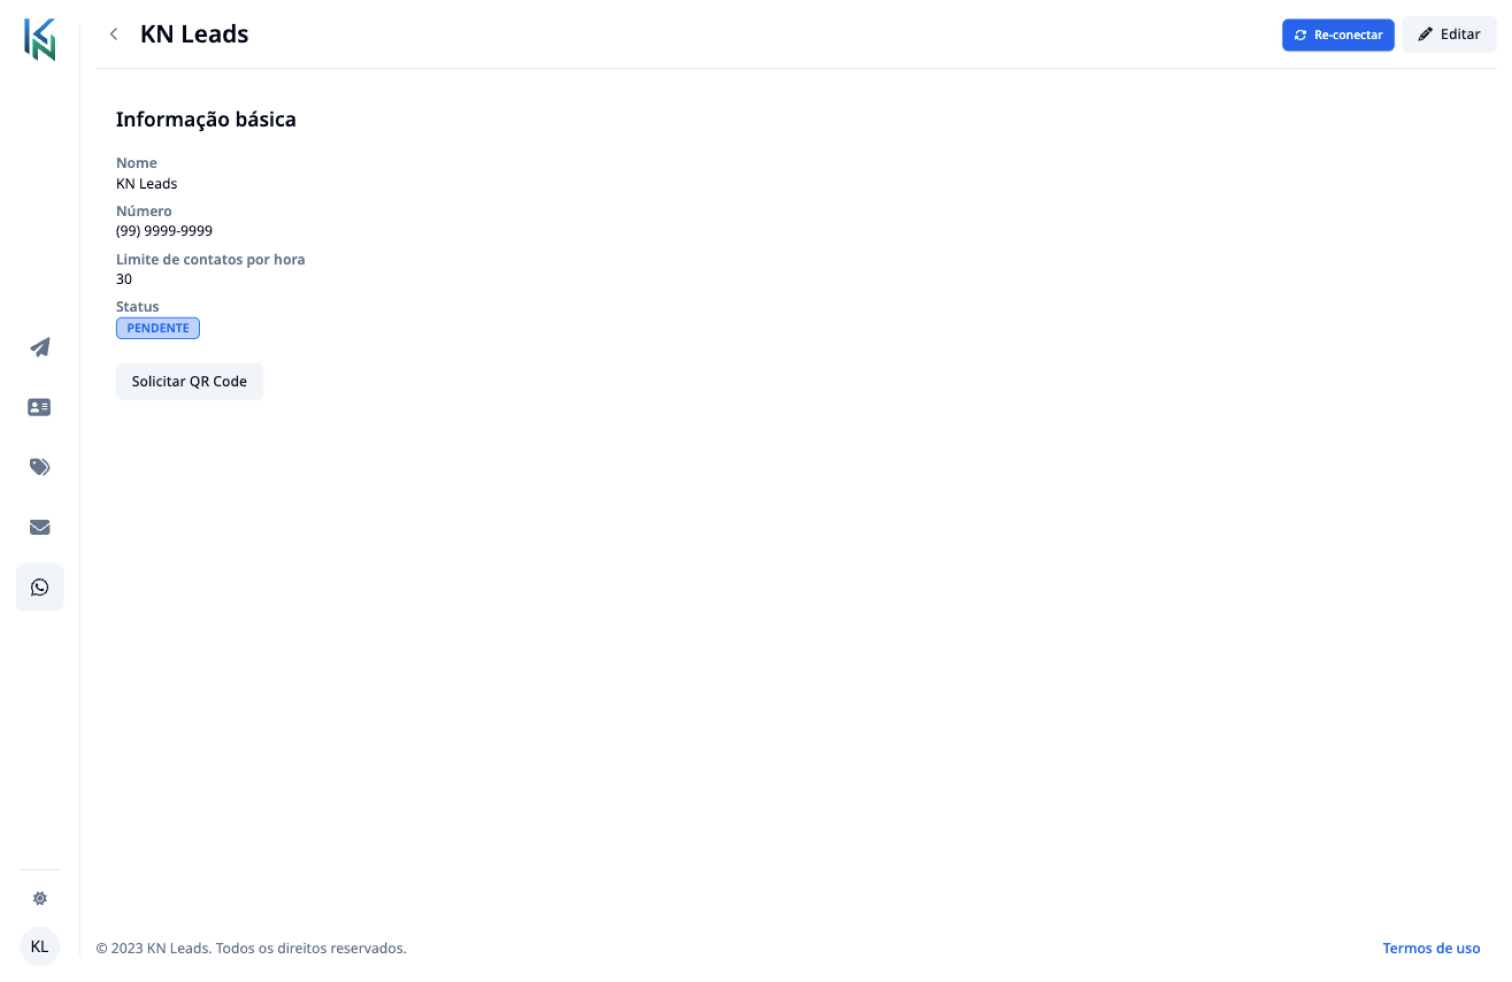 KN
KN Leads
Re-conectar
Editar
Informação básica
Nome
KN Leads
Número
(99) 9999-9999
Limite de contatos por hora
30
Status
PENDENTE
Solicitar QR Code
KL
© 2023 KN Leads. Todos os direitos reservados.
Termos de uso